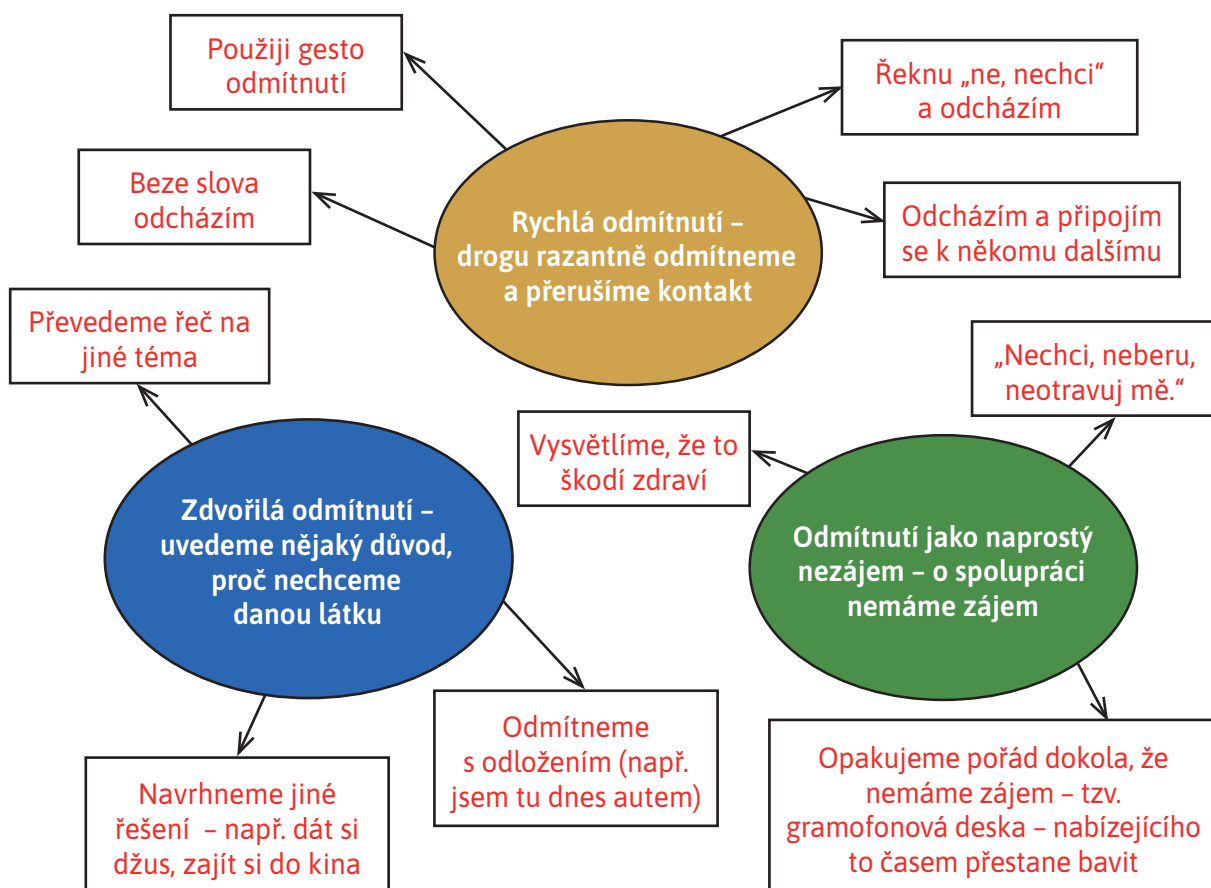 Použiji gesto
odmítnutí
Řeknu „ne, nechci“
a odcházím
Beze slova
odcházím
Rychlá odmítnutí –
drogu razantně odmítneme
a přerušíme kontakt
Odcházím a připojím
se k někomu dalšímu
Převedeme řeč na
jiné téma
„Nechci, neberu,
neotravuj mě.“
Vysvětlíme, že to
škodí zdraví
Zdvořilá odmítnutí –
uvedeme nějaký důvod,
proč nechceme
danou látku
Odmítnutí jako naprostý
nezájem – o spolupráci
nemáme zájem
Navrhneme jiné
řešení – např. dát si
džus, zajít si do kina
Odmítneme
s odložením (např.
jsem tu dnes autem)
Opakujeme pořád dokola, že
nemáme zájem – tzv.
gramofonová deska – nabízejícího
to časem přestane bavit